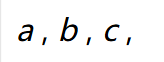 a , b , c ,